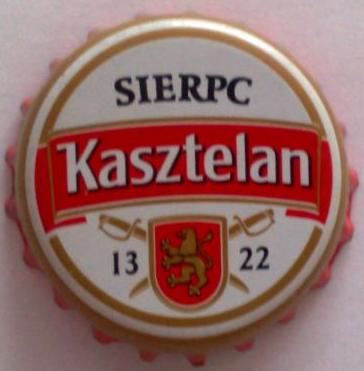 SIERPC
Kasztelan
13 22